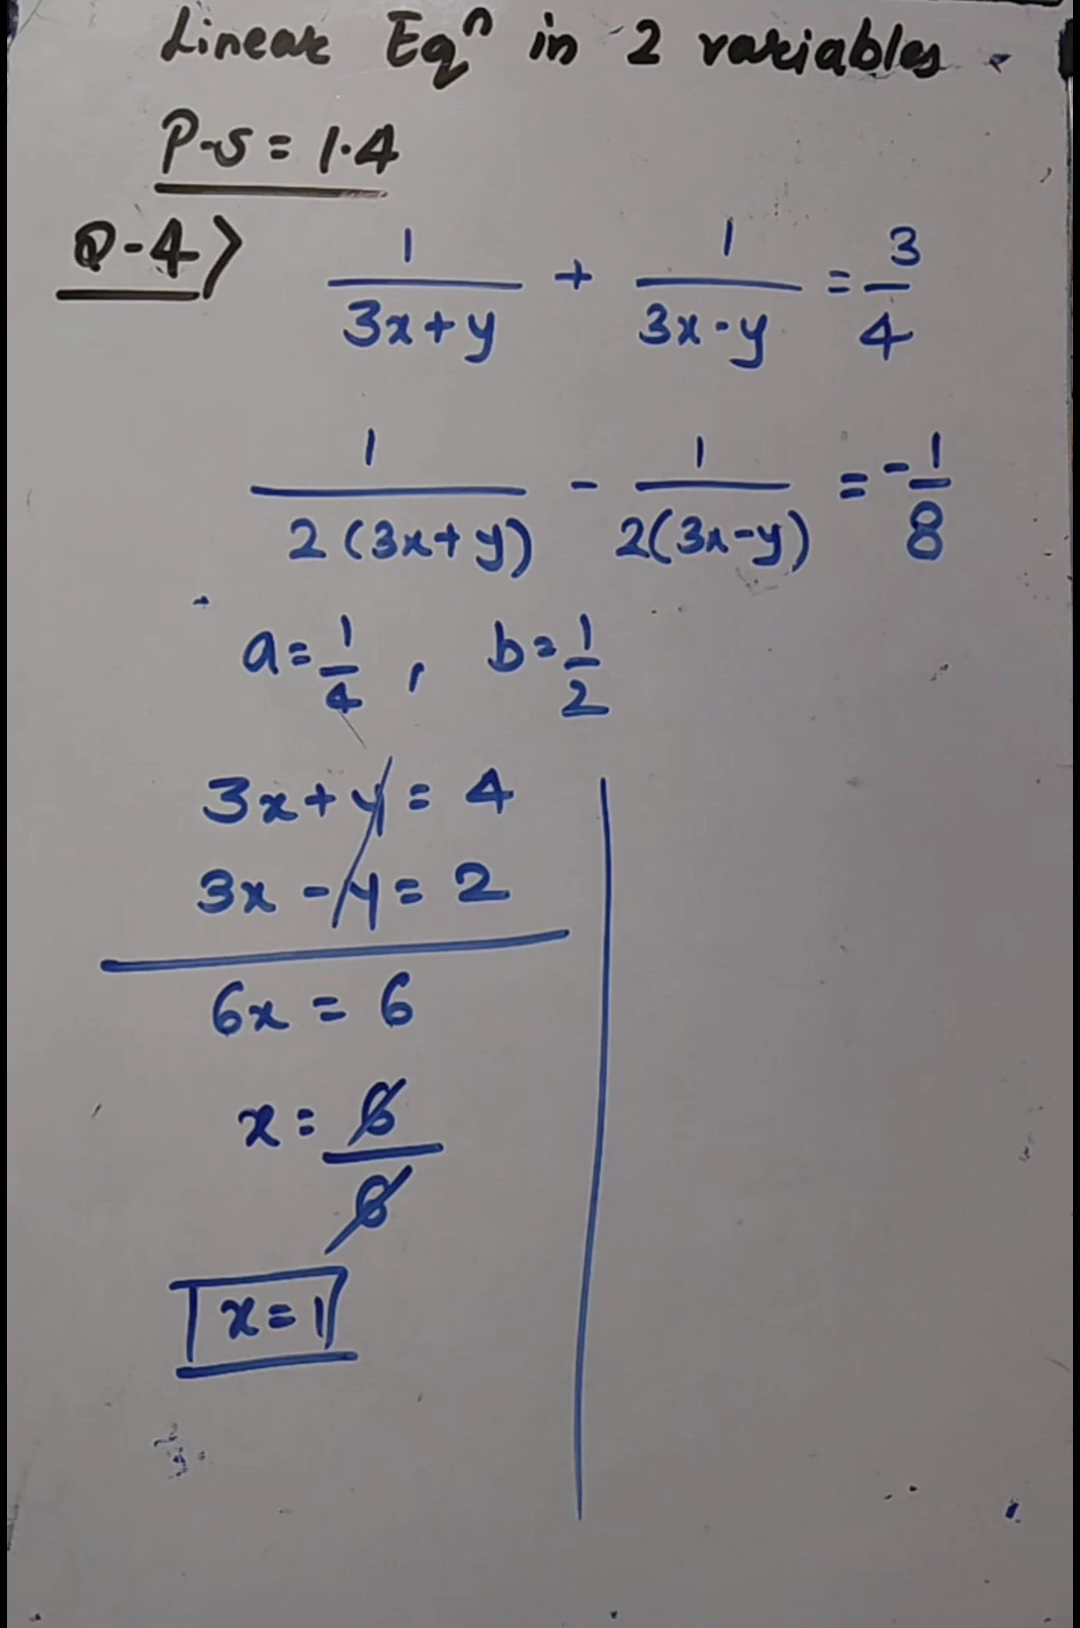 Linear Eqⁿ in 2 variables
P-S = 1.4
Q-4>
1/(3x+y) + 1/(3x-y) = 3/4
1/(2(3x+y)) - 1/(2(3x-y)) = -1/8
a=1/4, b=1/2
3x+y = 4
3x-y = 2
6x = 6
x = 6/6
x=1